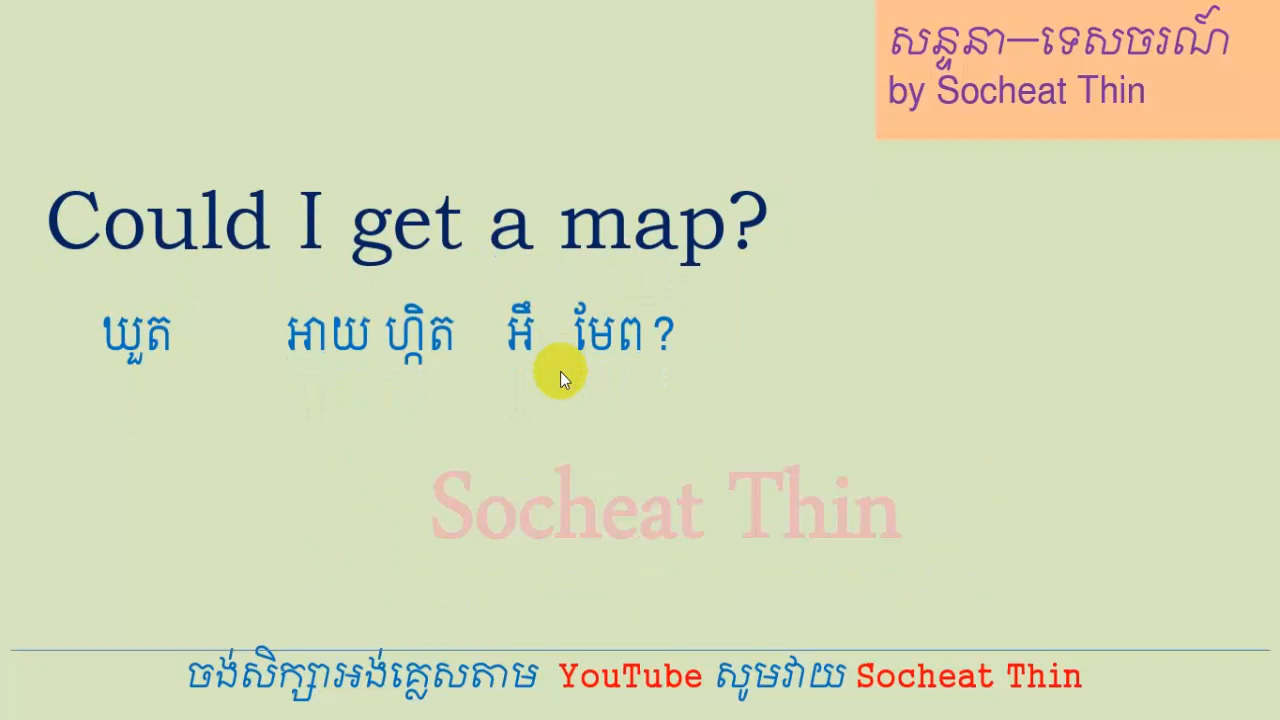 សន្ទនា—ទេសចរណ៍
by Socheat Thin
Could I get a map?
ឃួត អាយ ហ្គិត អឹ មែព ?
Socheat Thin
ចង់សិក្សាអង់គ្លេសតាម YouTube សូមវាយ Socheat Thin